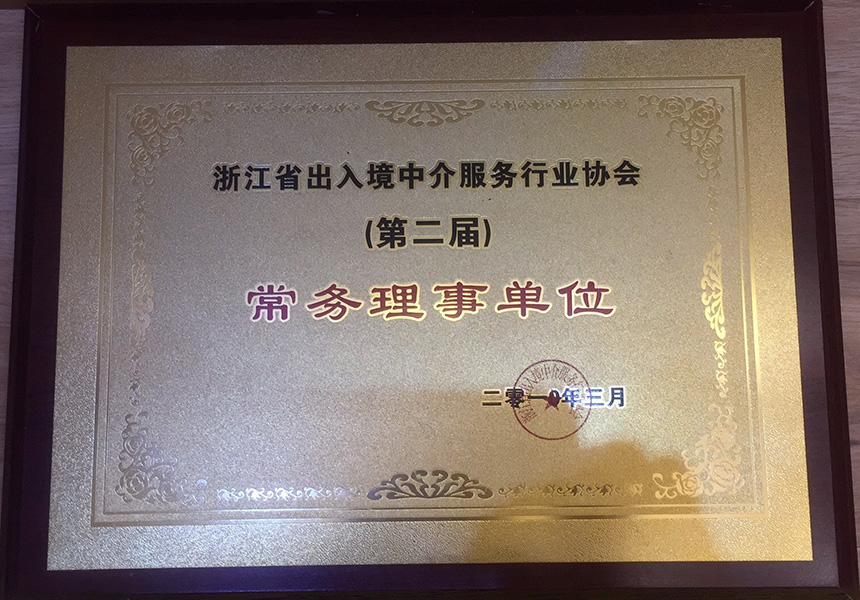 浙江省出入境中介服务行业协会
(第二届)
常务理事单位
二零一0年三月